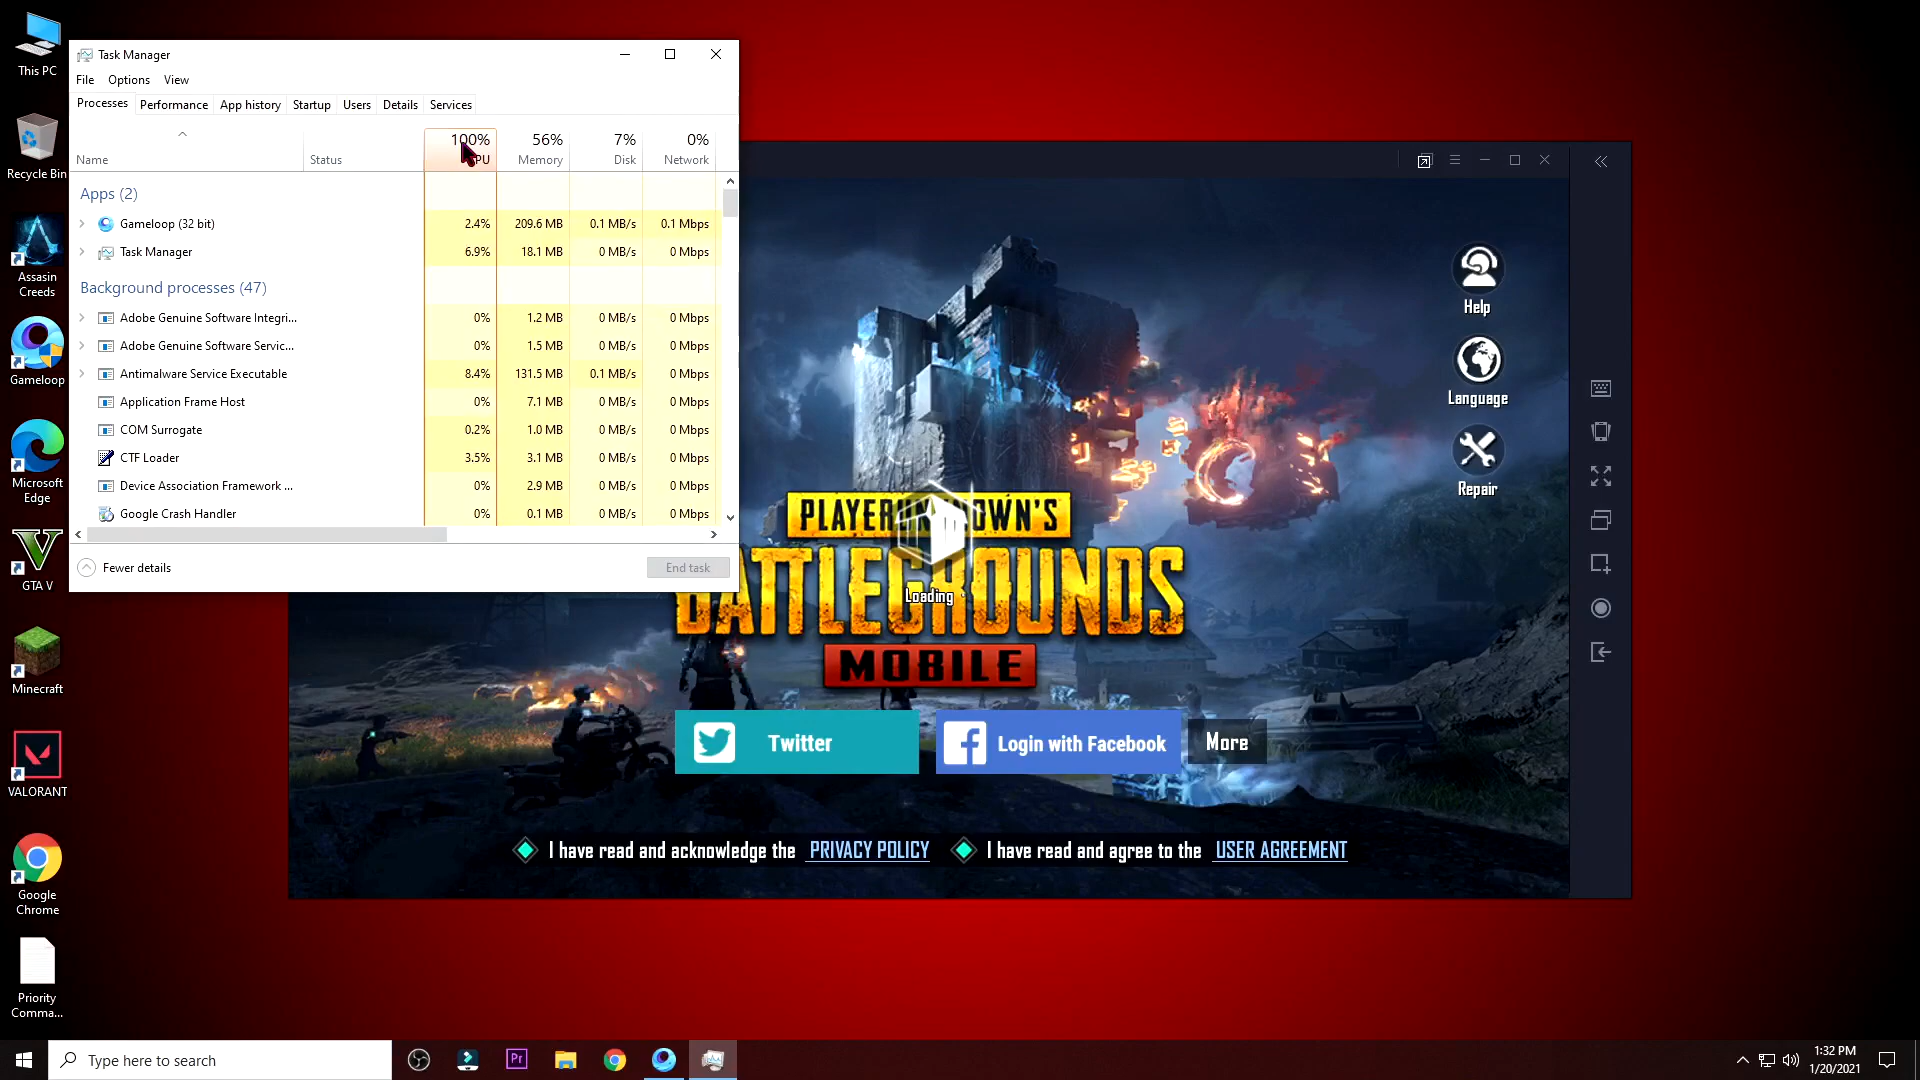 This PC
Recycle Bin
Assasin
Creeds
Gameloop
Microsoft
Edge
GTA V
Minecraft
VALORANT
Google
Chrome
Priority
Comma...
Task Manager
File Options View
Processes Performance App history Startup Users Details Services
100% 56% 7% 0%
Name Status PU Memory Disk Network
Apps (2)
Gameloop (32 bit) 2.4% 209.6 MB 0.1 MB/s 0.1 Mbps
Task Manager 6.9% 18.1 MB 0 MB/s 0 Mbps
Background processes (47)
Adobe Genuine Software Integri... 0% 1.2 MB 0 MB/s 0 Mbps
Adobe Genuine Software Servic... 0% 1.5 MB 0 MB/s 0 Mbps
Antimalware Service Executable 8.4% 131.5 MB 0.1 MB/s 0 Mbps
Application Frame Host 0% 7.1 MB 0 MB/s 0 Mbps
COM Surrogate 0.2% 1.0 MB 0 MB/s 0 Mbps
CTF Loader 3.5% 3.1 MB 0 MB/s 0 Mbps
Device Association Framework ... 0% 2.9 MB 0 MB/s 0 Mbps
Google Crash Handler 0% 0.1 MB 0 MB/s 0 Mbps
Fewer details End task
Help
Language
Repair
BATTLEGROUNDS
Loading
MOBILE
Twitter Login with Facebook More
I have read and acknowledge the PRIVACY POLICY I have read and agree to the USER AGREEMENT
Type here to search
Pr
1:32 PM
1/20/2021